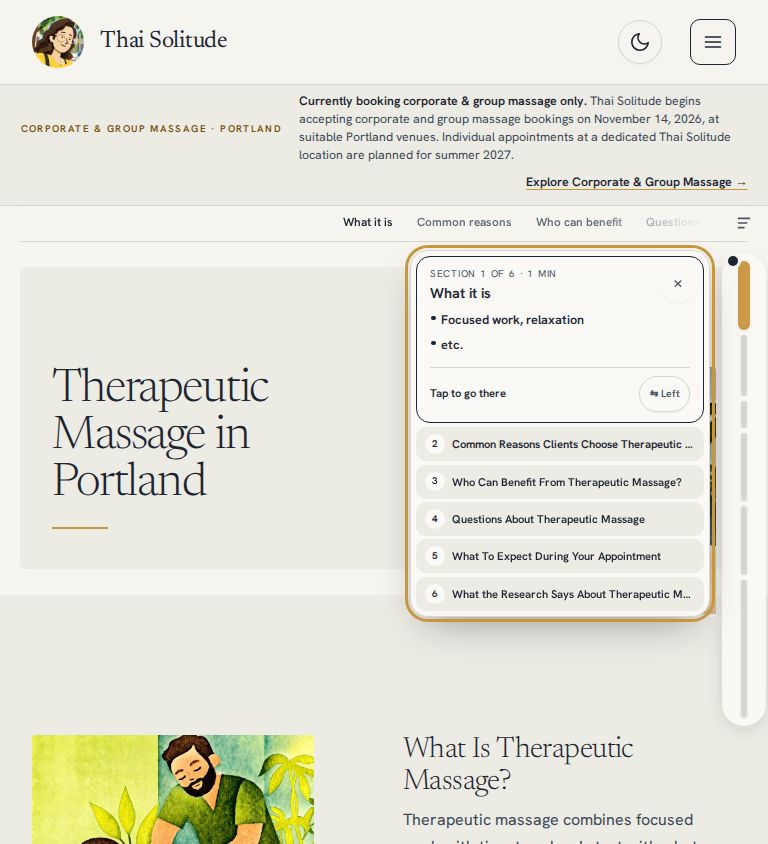 Thai Solitude
CORPORATE & GROUP MASSAGE · PORTLAND
Currently booking corporate & group massage only. Thai Solitude begins
accepting corporate and group massage bookings on November 14, 2026, at
suitable Portland venues. Individual appointments at a dedicated Thai Solitude
location are planned for summer 2027.
Explore Corporate & Group Massage →
What it is
Common reasons
Who can benefit
Questions
SECTION 1 OF 6 · 1 MIN
What it is
• Focused work, relaxation
• etc.
Tap to go there
⇆ Left
2 Common Reasons Clients Choose Therapeutic ...
3 Who Can Benefit From Therapeutic Massage?
4 Questions About Therapeutic Massage
5 What To Expect During Your Appointment
6 What the Research Says About Therapeutic M...
Therapeutic
Massage in
Portland
What Is Therapeutic
Massage?
Therapeutic massage combines focused